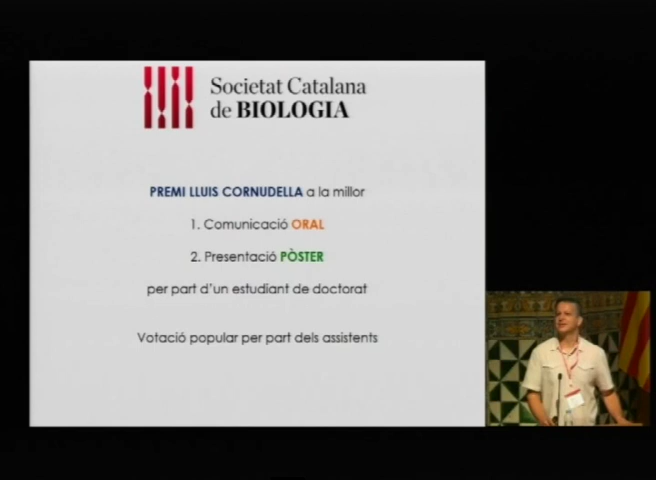 Societat Catalana
de BIOLOGIA
PREMI LLUIS CORNUDELLA a la millor
1. Comunicació ORAL
2. Presentació PÒSTER
per part d'un estudiant de doctorat
Votació popular per part dels assistents